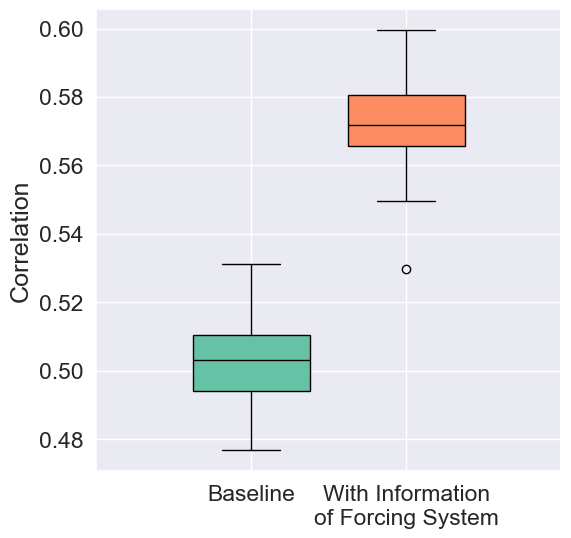 0.60
0.58
0.56
0.54
0.52
0.50
0.48
Correlation
Baseline
With Information
of Forcing System